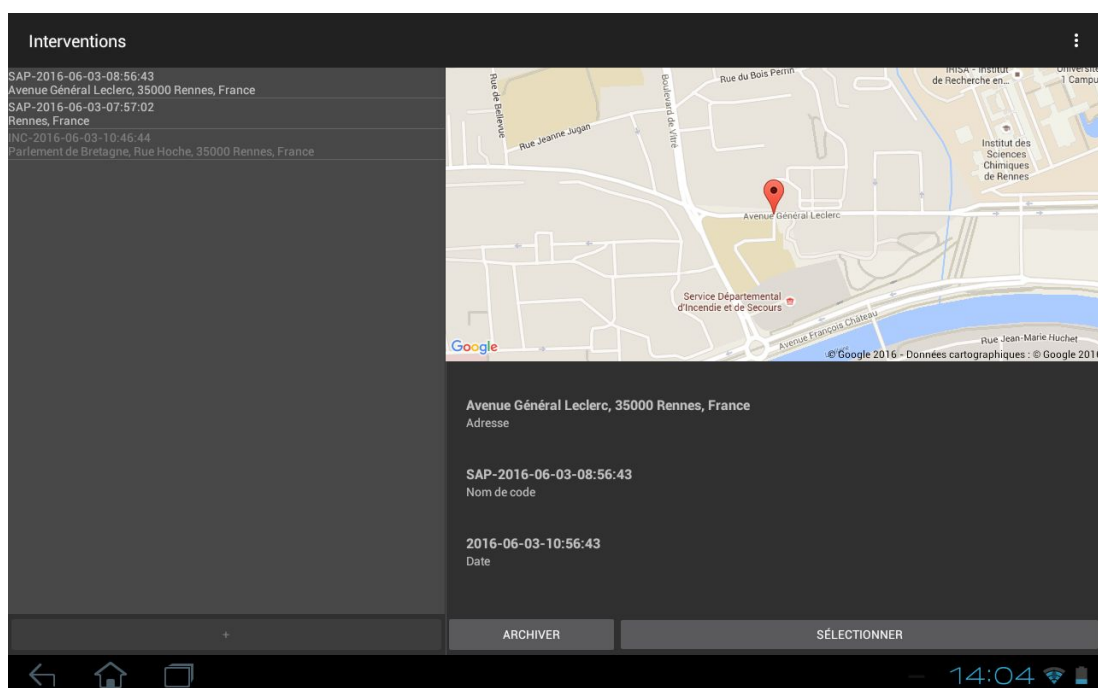 Interventions
SAP-2016-06-03-08:56:43
Avenue Général Leclerc, 35000 Rennes, France
SAP-2016-06-03-07:57:02
Rennes, France
INC-2016-06-03-10:46:44
Parlement de Bretagne, Rue Hoche, 35000 Rennes, France
+
Rue de Bellevue
Rue Jeanne Jugan
Boulevard de Vitré
Rue du Bois Perrin
IRISA - Institut
de Recherche en...
Université
1 Campu
Institut des
Sciences
Chimiques
de Rennes
Avenue Général Leclerc
Service Départemental
d'Incendie et de Secours
Avenue François Château
Rue Jean-Marie Huchet
Google
© Google 2016 - Données cartographiques : © Google 2016
Avenue Général Leclerc, 35000 Rennes, France
Adresse
SAP-2016-06-03-08:56:43
Nom de code
2016-06-03-10:56:43
Date
ARCHIVER
SÉLECTIONNER
14:04